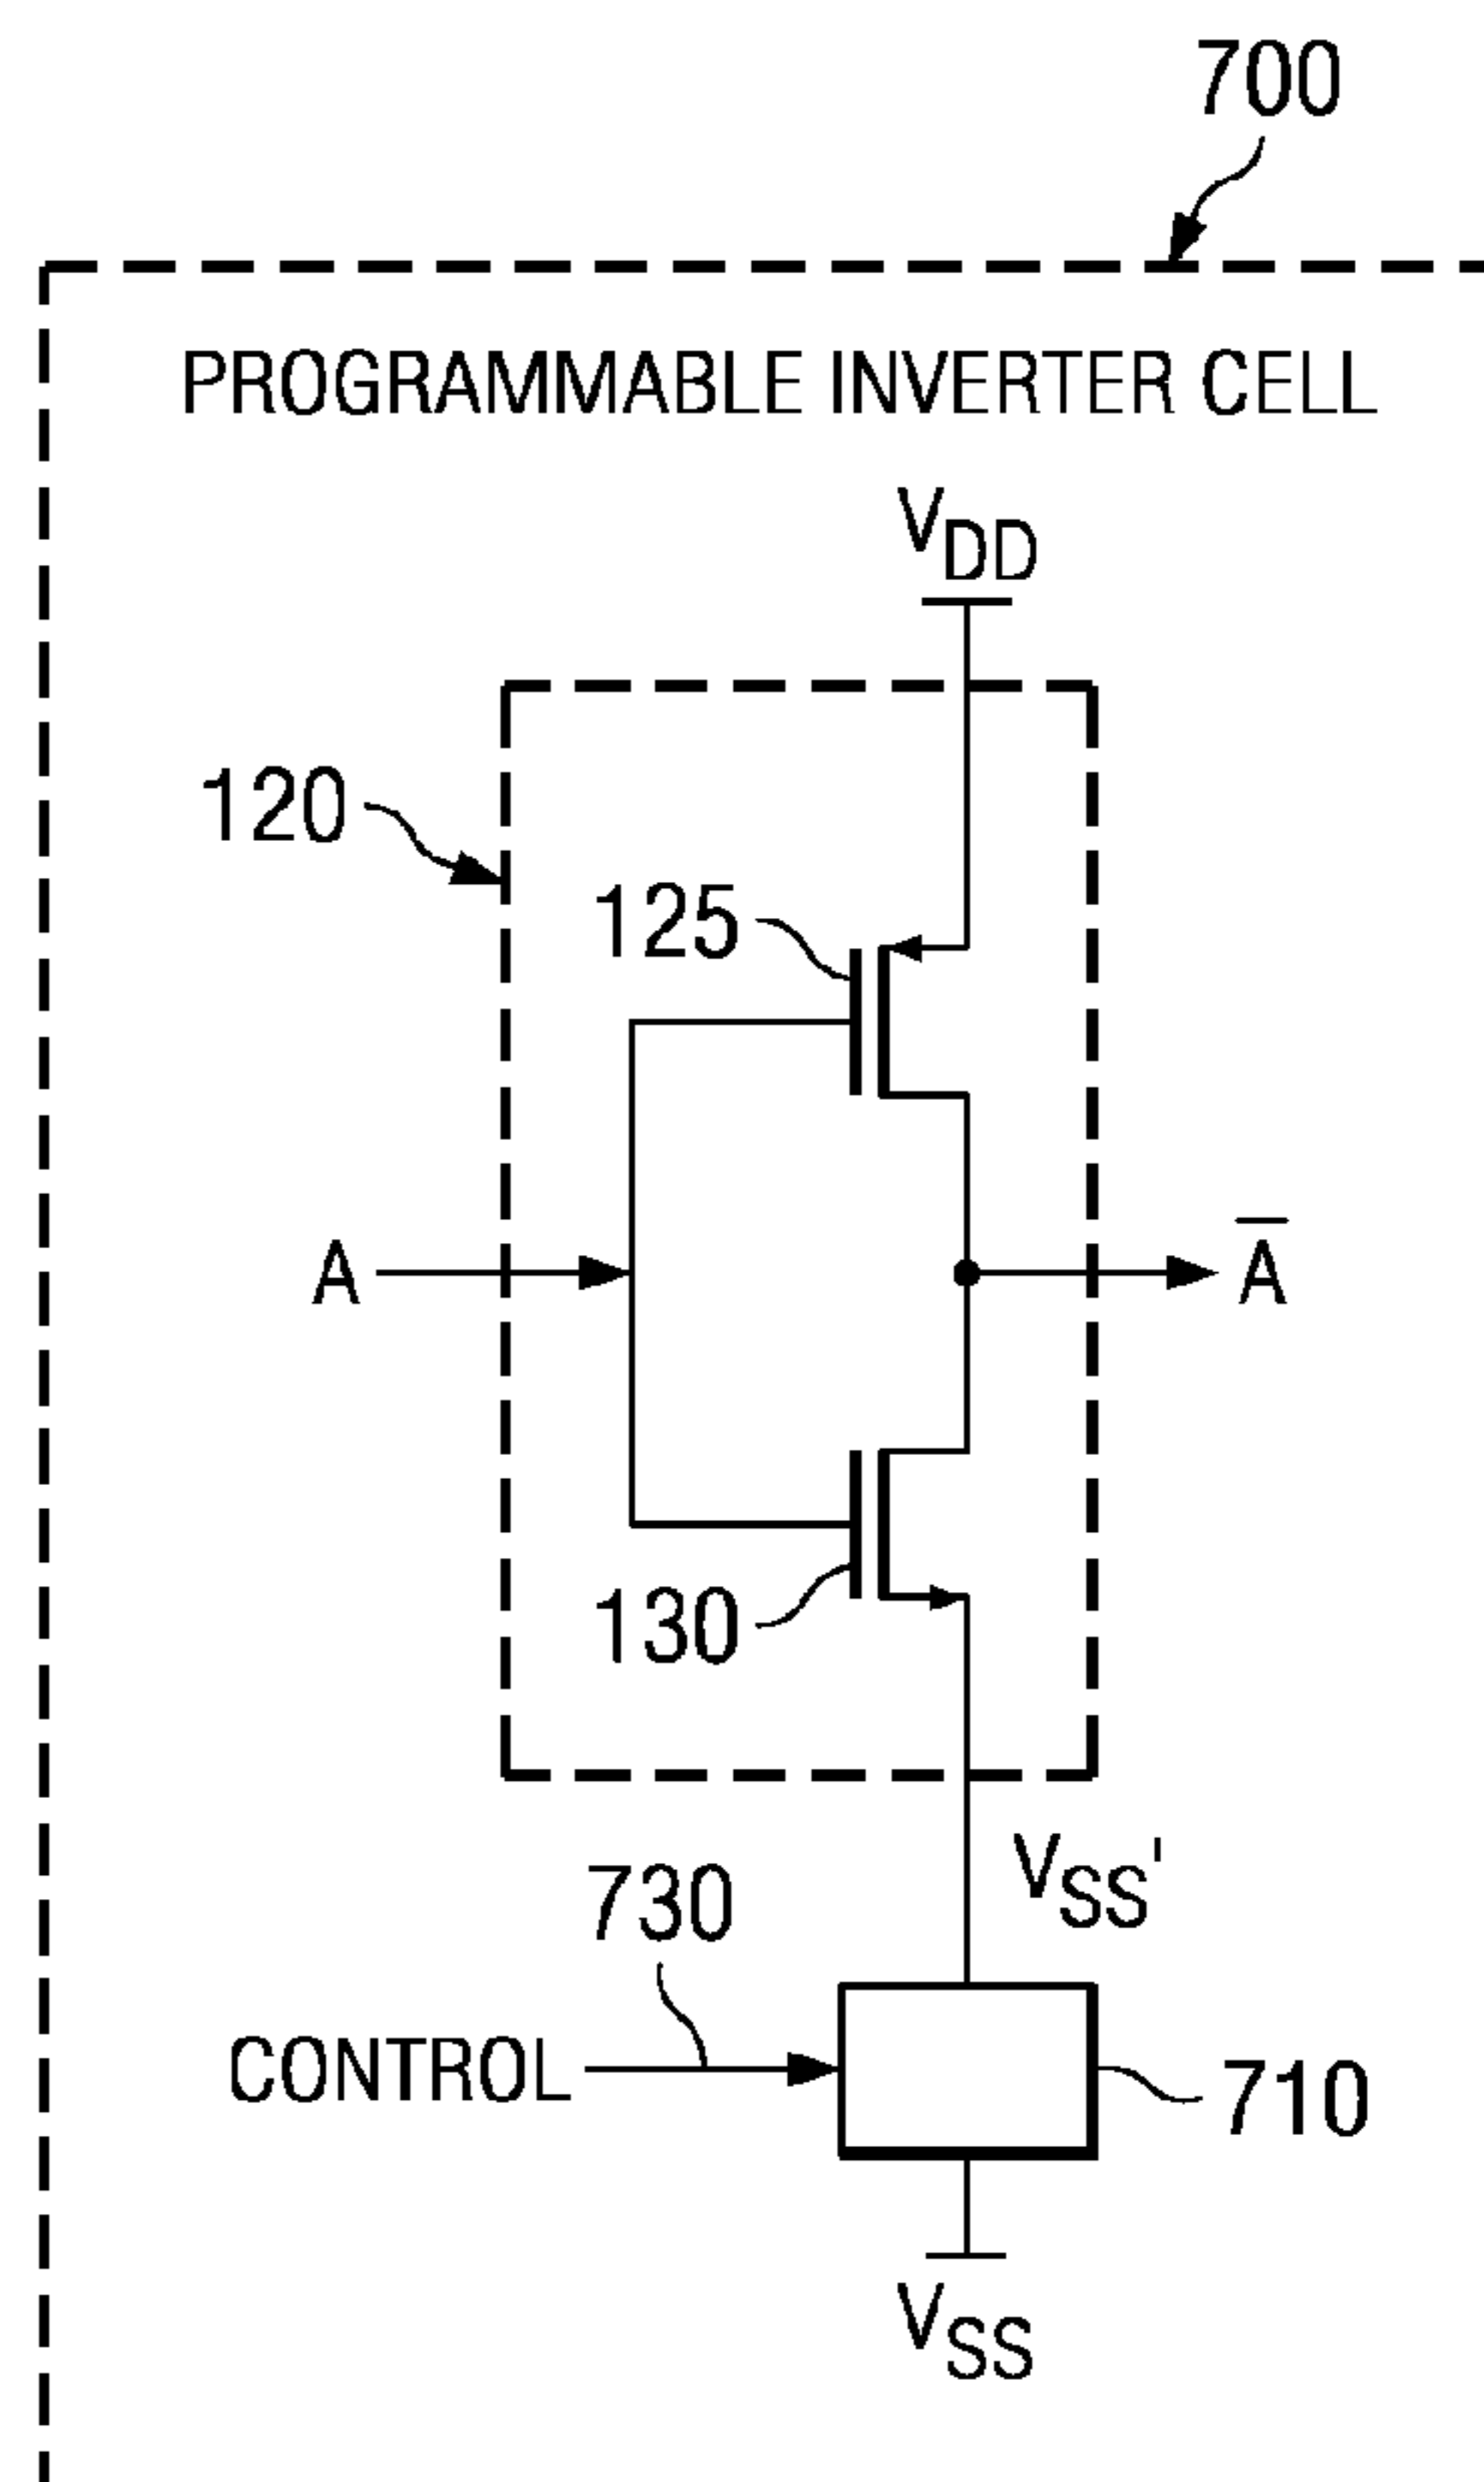 700
PROGRAMMABLE INVERTER CELL
VDD
120
125
A
A̅
130
VSS'
730
CONTROL
710
VSS